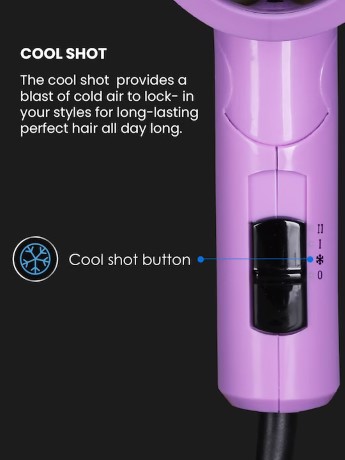 COOL SHOT
The cool shot provides a
blast of cold air to lock- in
your styles for long-lasting
perfect hair all day long.
II
I
Cool shot button
0